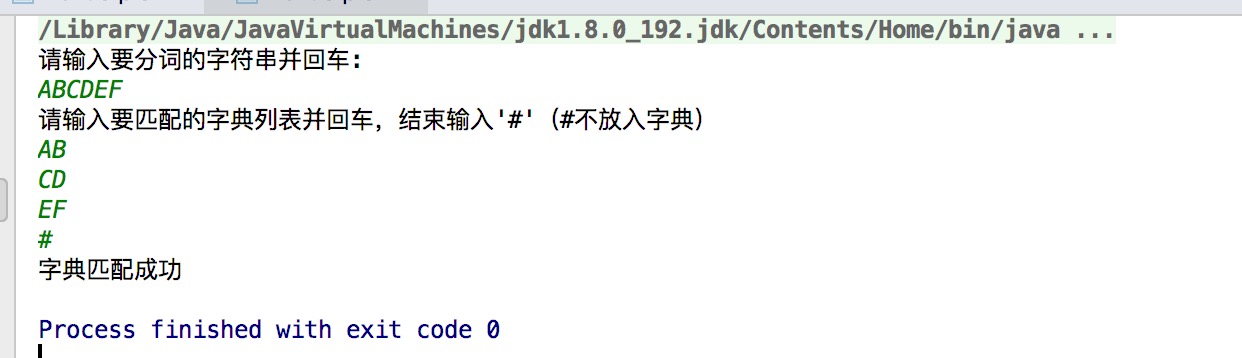 /Library/Java/JavaVirtualMachines/jdk1.8.0_192.jdk/Contents/Home/bin/java ...
请输入要分词的字符串并回车:
ABCDEF
请输入要匹配的字典列表并回车，结束输入'#'（#不放入字典）
AB
CD
EF
#
字典匹配成功
Process finished with exit code 0